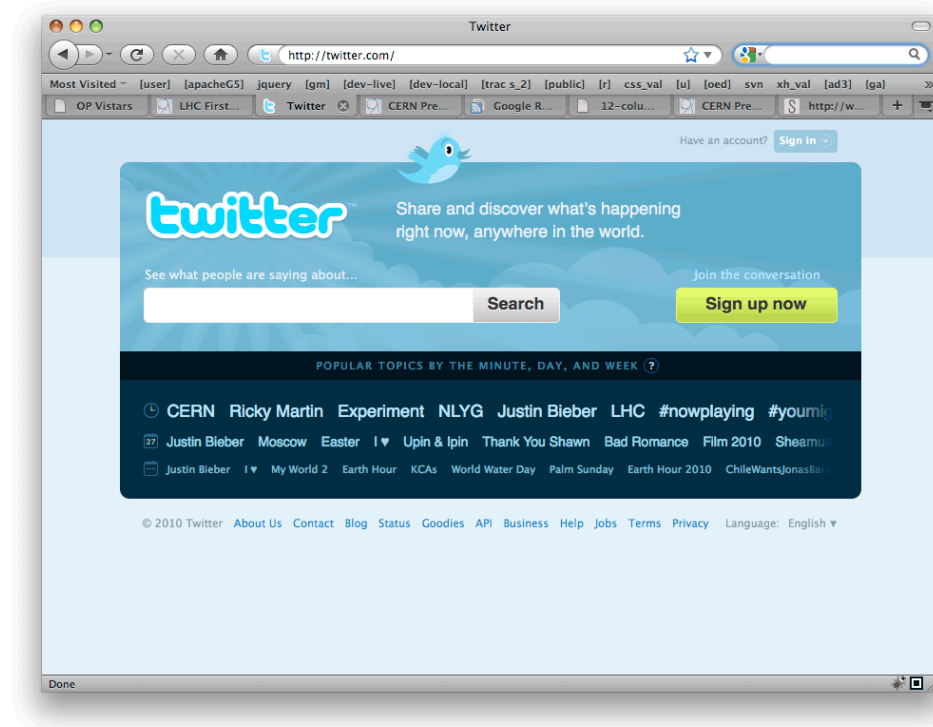 Twitter
http://twitter.com/
Most Visited [user] [apacheG5] jquery [gm] [dev-live] [dev-local] [trac s_2] [public] [r] css_val [u] [oed] svn xh_val [ad3] {ga} »
OP Vistars LHC First... Twitter CERN Pre... Google R... 12-colu... CERN Pre... http://w... +
Have an account? Sign in
twitter™
Share and discover what's happening
right now, anywhere in the world.
See what people are saying about...
Join the conversation
Search
Sign up now
POPULAR TOPICS BY THE MINUTE, DAY, AND WEEK ?
CERN Ricky Martin Experiment NLYG Justin Bieber LHC #nowplaying #youmig
27 Justin Bieber Moscow Easter I ♥ Upin & Ipin Thank You Shawn Bad Romance Film 2010 Sheamus
Justin Bieber I ♥ My World 2 Earth Hour KCAs World Water Day Palm Sunday Earth Hour 2010 ChileWantsJonasBack
© 2010 Twitter About Us Contact Blog Status Goodies API Business Help Jobs Terms Privacy Language: English ▾
Done